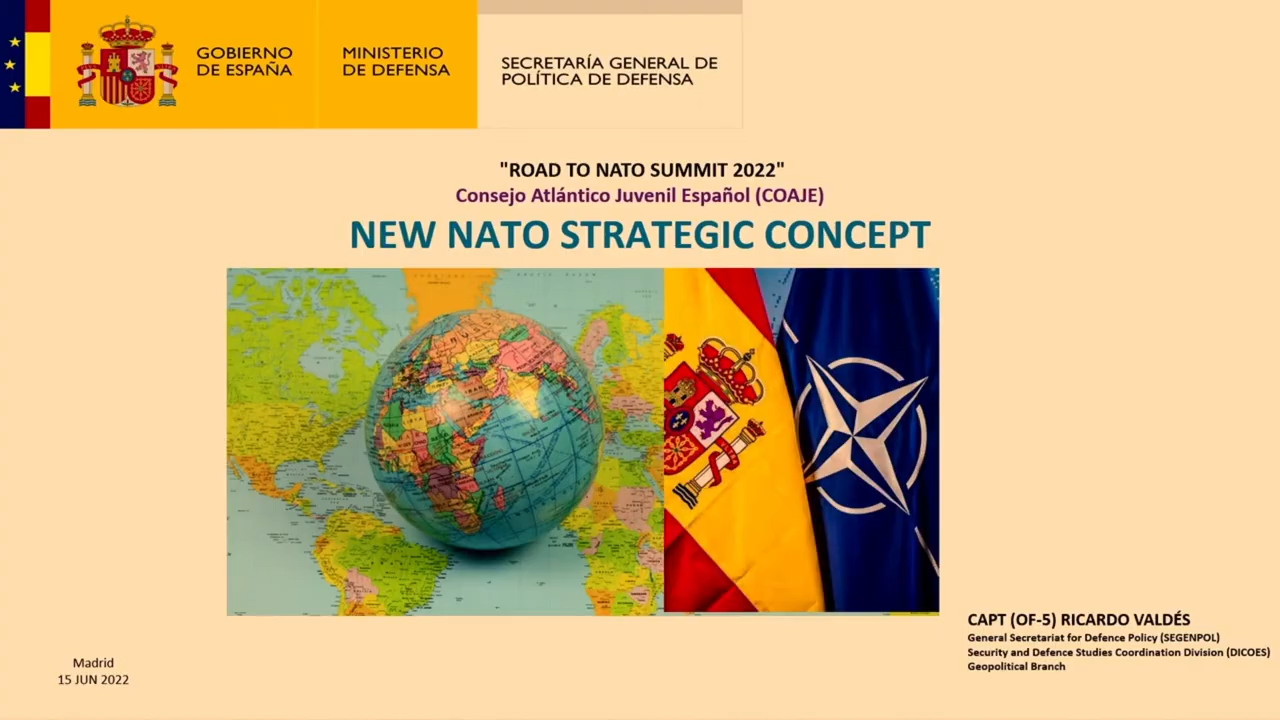 GOBIERNO
DE ESPAÑA
MINISTERIO
DE DEFENSA
SECRETARÍA GENERAL DE
POLÍTICA DE DEFENSA
"ROAD TO NATO SUMMIT 2022"
Consejo Atlántico Juvenil Español (COAJE)
NEW NATO STRATEGIC CONCEPT
CAPT (OF-5) RICARDO VALDÉS
General Secretariat for Defence Policy (SEGENPOL)
Security and Defence Studies Coordination Division (DICOES)
Geopolitical Branch
Madrid
15 JUN 2022